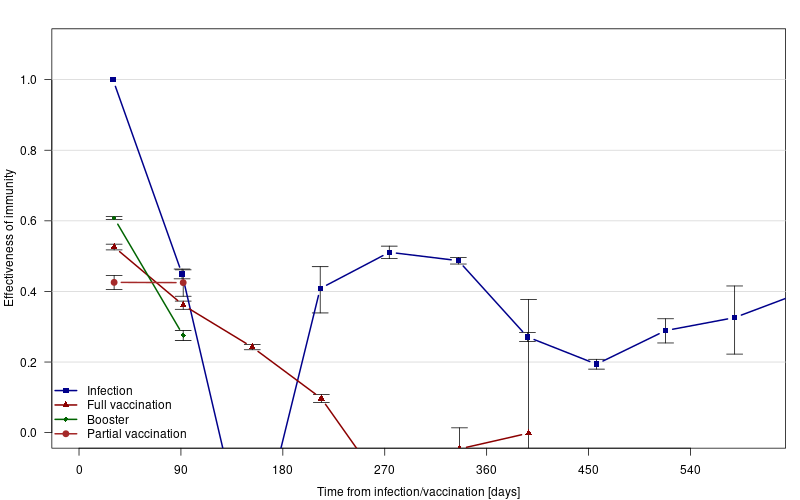 1.0
0.8
0.6
0.4
0.2
0.0
Effectiveness of immunity
Infection
Full vaccination
Booster
Partial vaccination
0 90 180 270 360 450 540
Time from infection/vaccination [days]